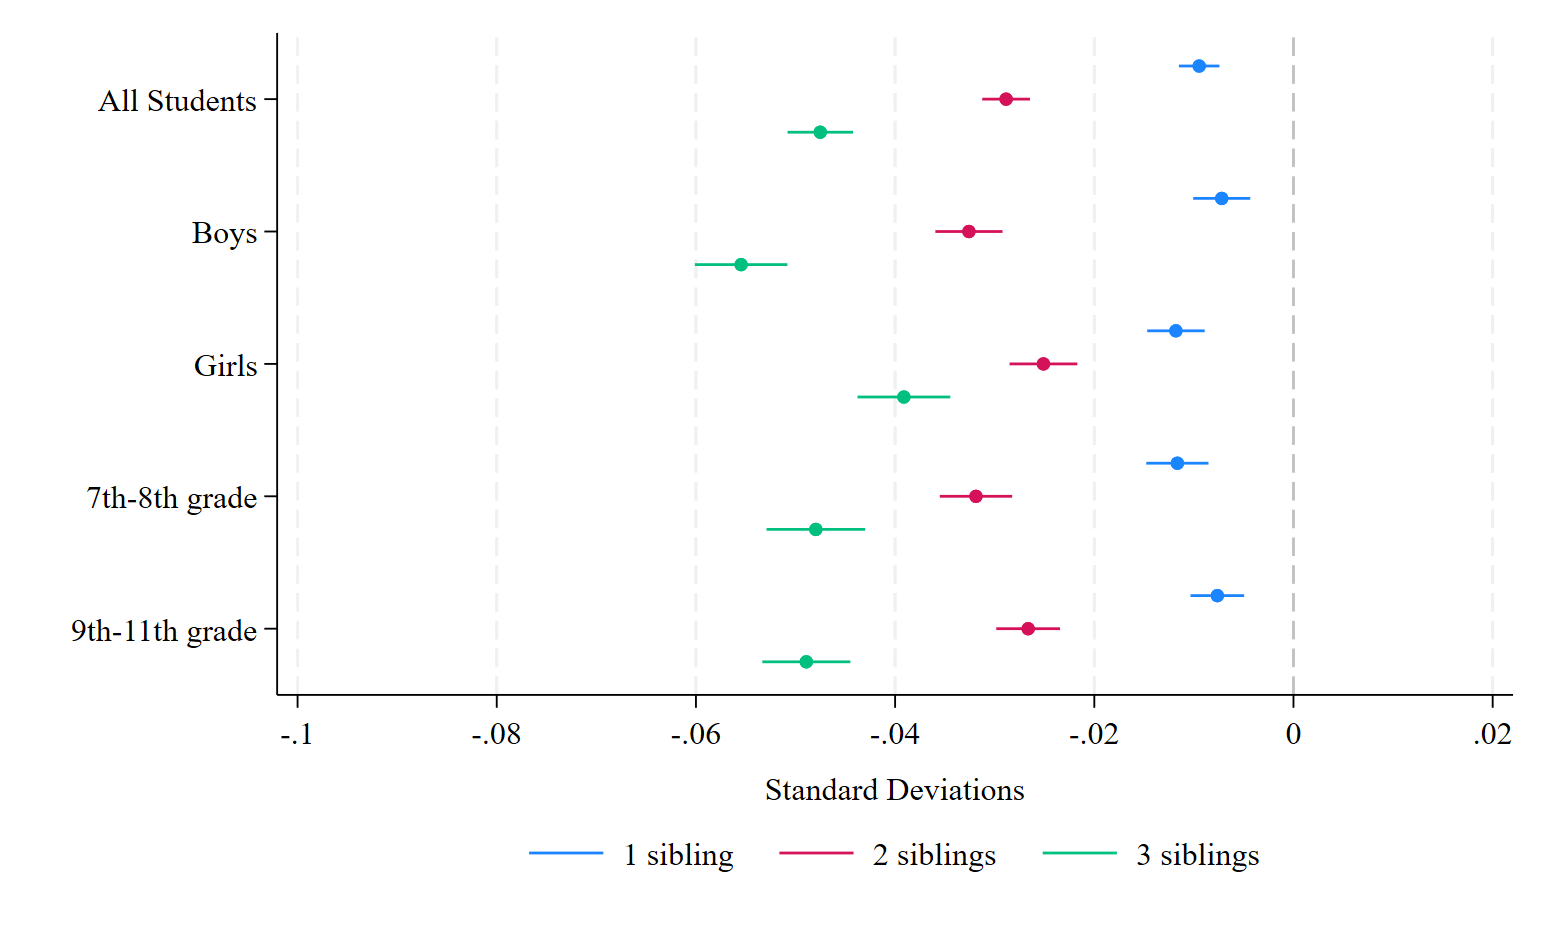 All Students
Boys
Girls
7th-8th grade
9th-11th grade
-.1 -.08 -.06 -.04 -.02 0 .02
Standard Deviations
1 sibling 2 siblings 3 siblings